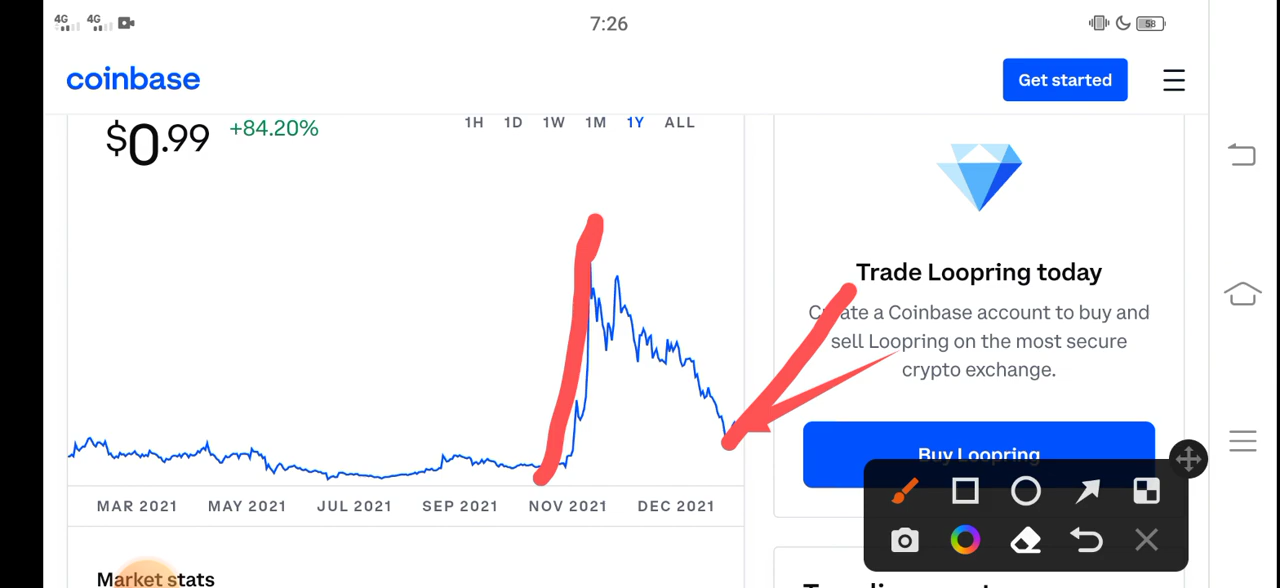 4G 4G 7:26 58
coinbase
Get started
$0.99 +84.20% 1H 1D 1W 1M 1Y ALL
Trade Loopring today
Create a Coinbase account to buy and
sell Loopring on the most secure
crypto exchange.
Buy Loopring
MAR 2021 MAY 2021 JUL 2021 SEP 2021 NOV 2021 DEC 2021
Market stats